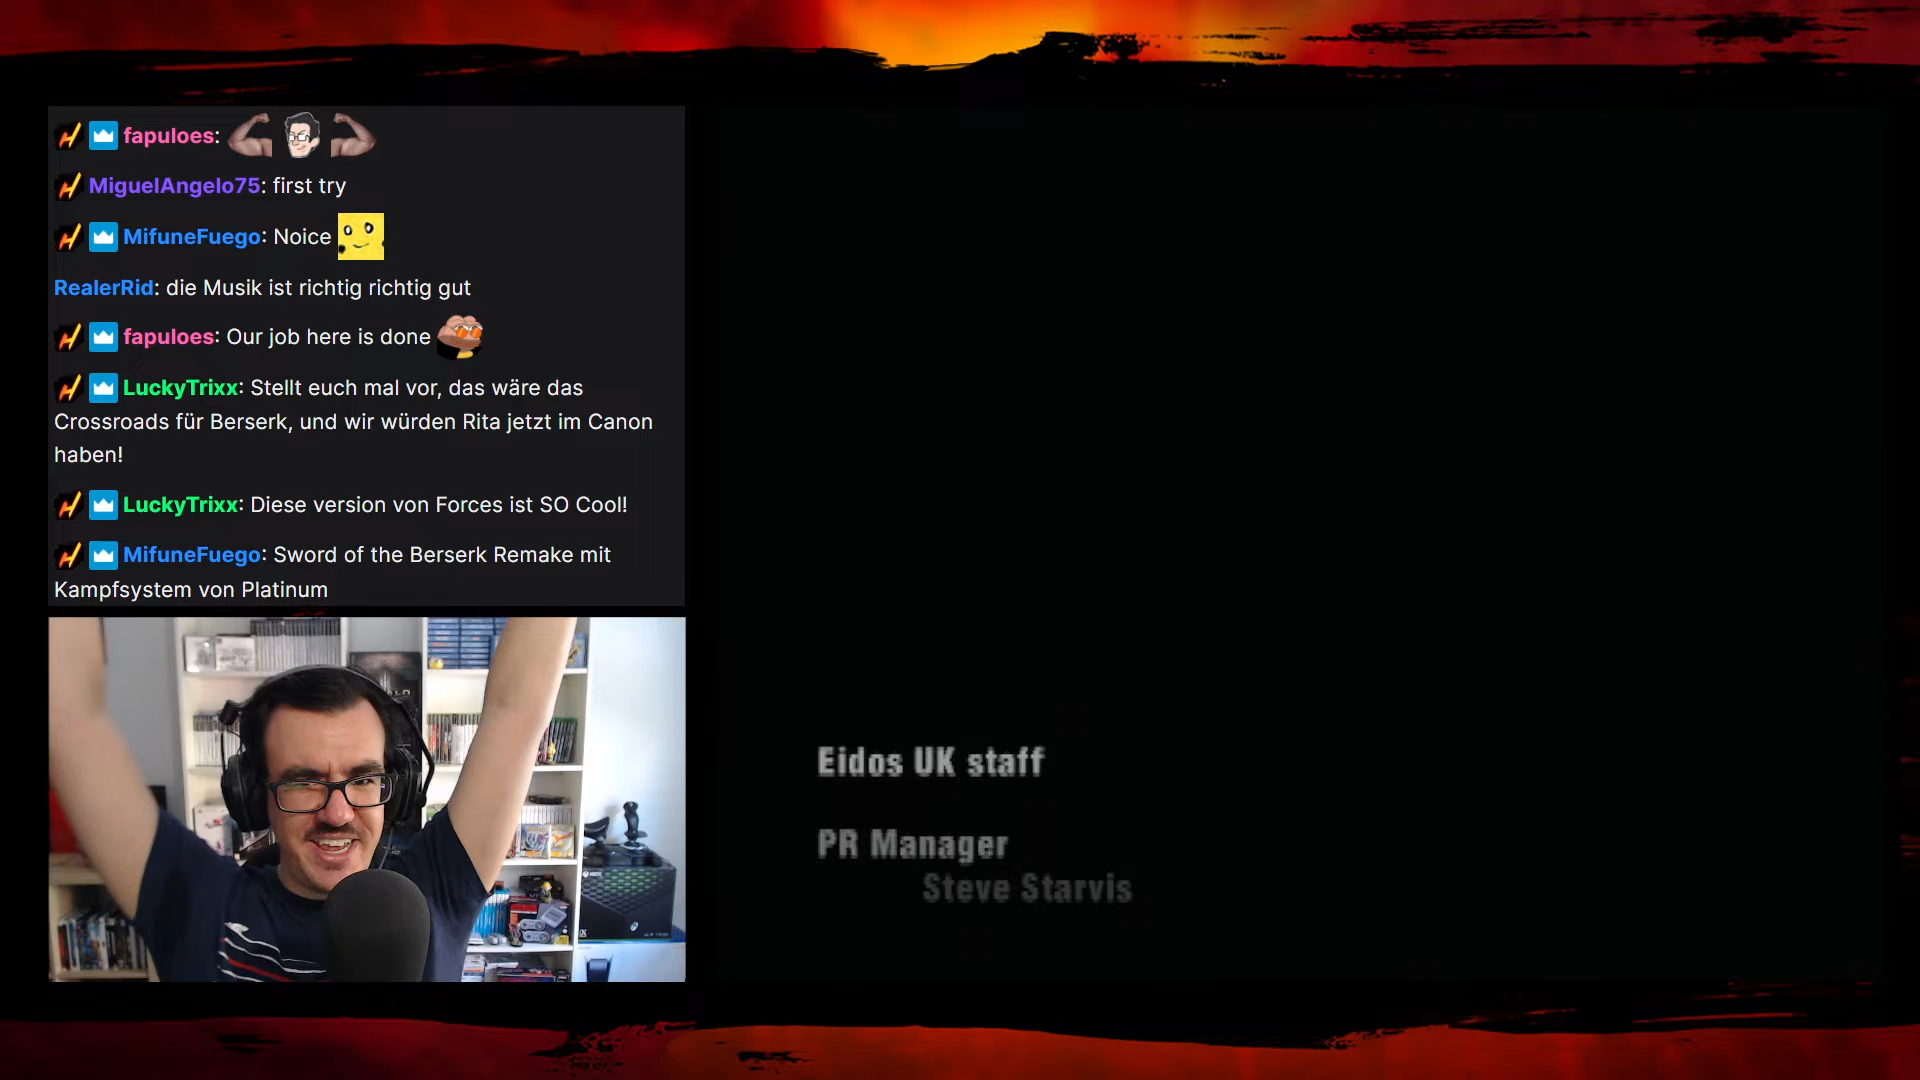 fapuloes:
MiguelAngelo75: first try
MifuneFuego: Noice
RealerRid: die Musik ist richtig richtig gut
fapuloes: Our job here is done
LuckyTrixx: Stellt euch mal vor, das wäre das
Crossroads für Berserk, und wir würden Rita jetzt im Canon
haben!
LuckyTrixx: Diese version von Forces ist SO Cool!
MifuneFuego: Sword of the Berserk Remake mit
Kampfsystem von Platinum
Eidos UK staff
PR Manager
Steve Starvis